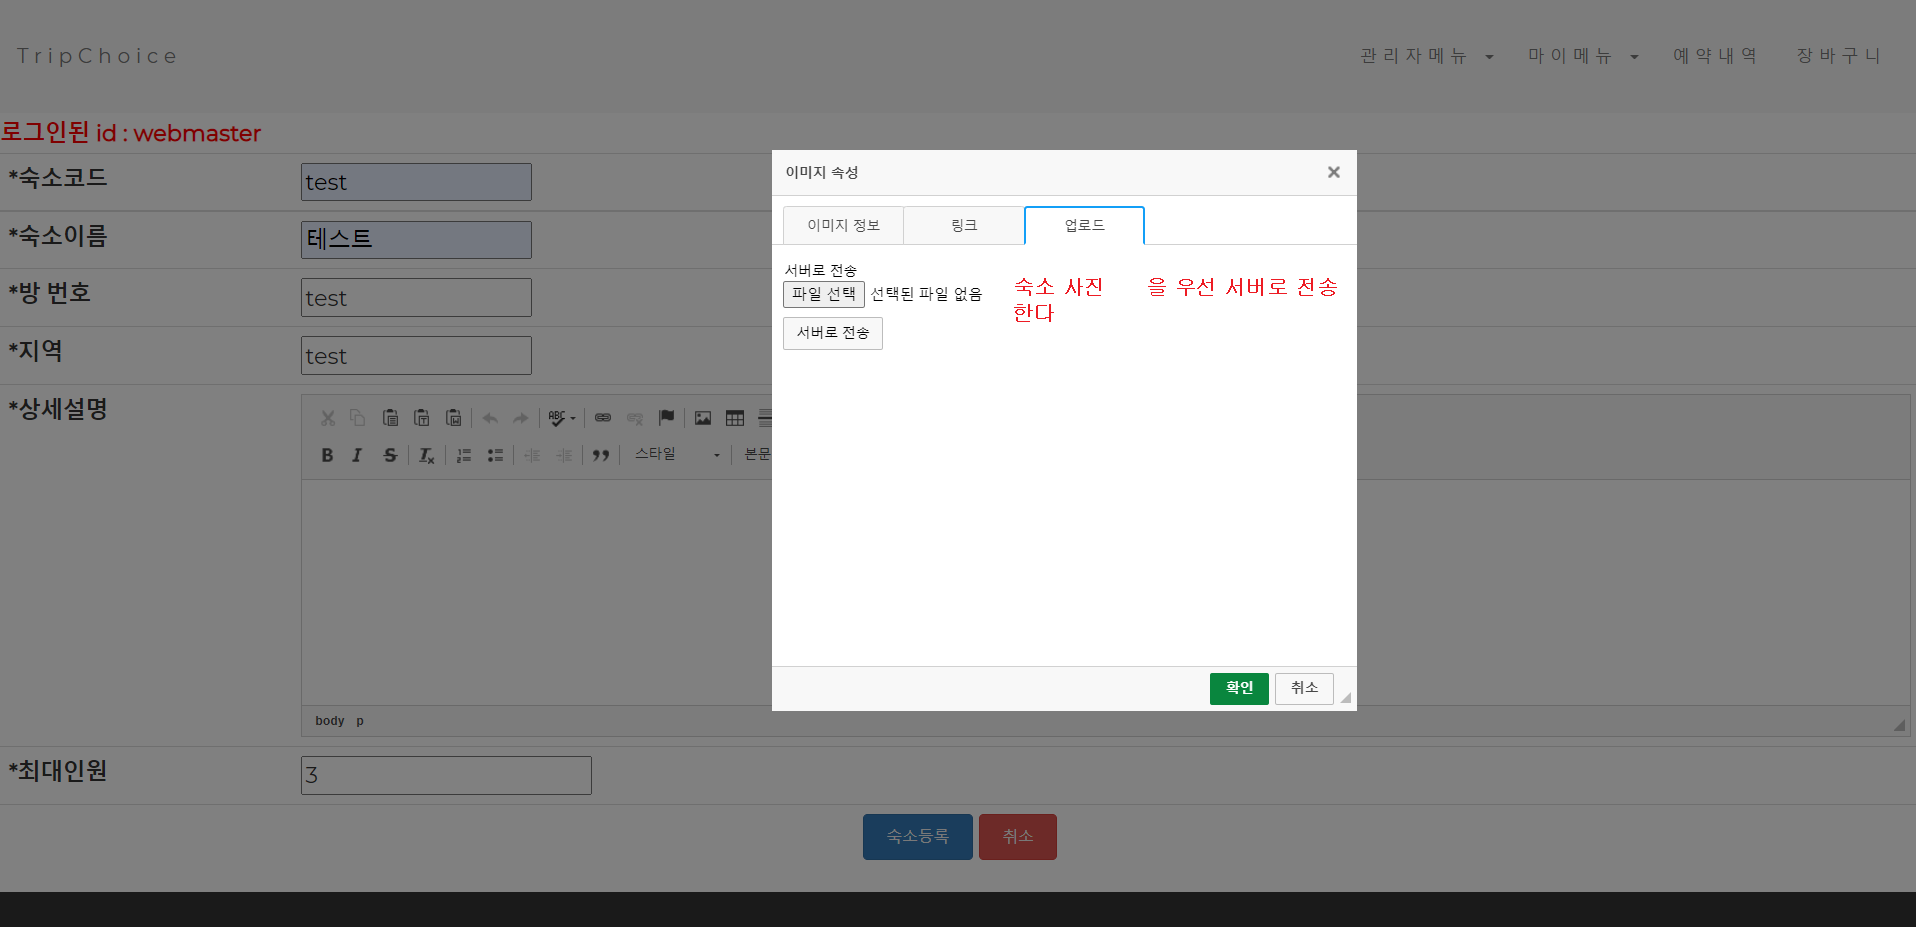 TripChoice
관리자메뉴 마이메뉴 예약내역 장바구니
로그인된 id : webmaster
*숙소코드 test
*숙소이름 테스트
*방 번호 test
*지역 test
*상세설명
ABC
스타일 본문
body p
*최대인원 3
숙소등록 취소
이미지 속성
이미지 정보 링크 업로드
서버로 전송
파일 선택 선택된 파일 없음
서버로 전송
숙소 사진 을 우선 서버로 전송
한다
확인 취소